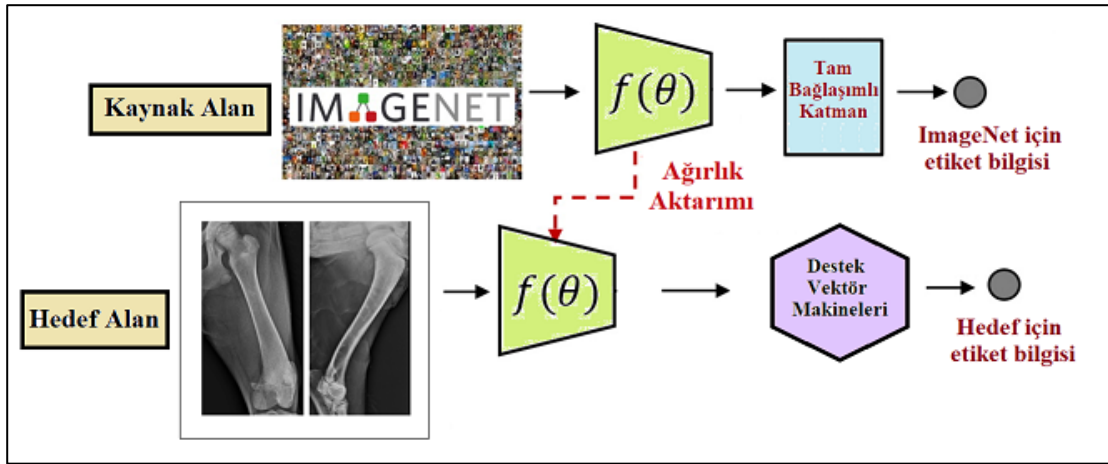 Kaynak Alan
IMAGENET
f(θ)
Tam
Bağlaşımlı
Katman
ImageNet için
etiket bilgisi
Ağırlık
Aktarımı
Hedef Alan
f(θ)
Destek
Vektör
Makineleri
Hedef için
etiket bilgisi